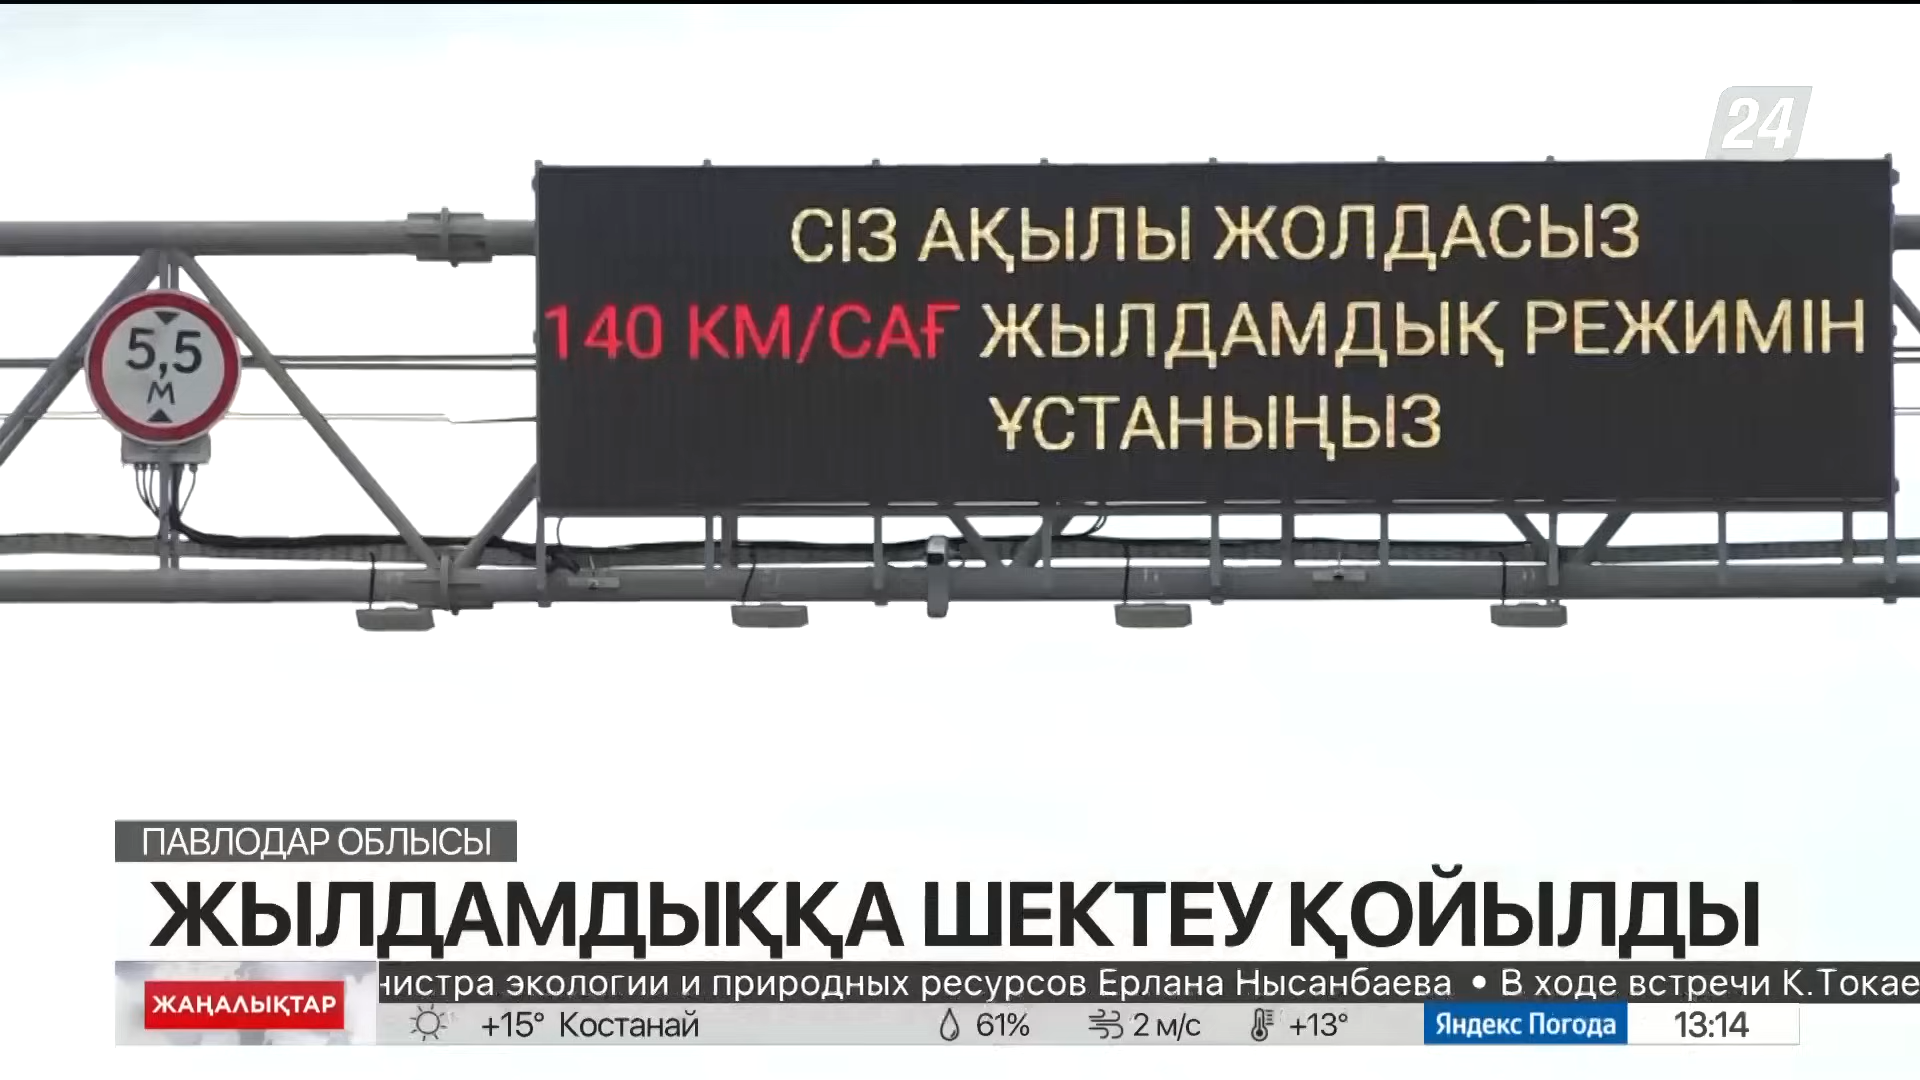 24
СІЗ АҚЫЛЫ ЖОЛДАСЫЗ
140 КМ/САҒ ЖЫЛДАМДЫҚ РЕЖИМІН
ҰСТАНЫҢЫЗ
5,5
М
ПАВЛОДАР ОБЛЫСЫ
ЖЫЛДАМДЫҚҚА ШЕКТЕУ ҚОЙЫЛДЫ
ЖАҢАЛЫҚТАР
нистра экологии и природных ресурсов Ерлана Нысанбаева • В ходе встречи К.Токае
+15° Костанай 61% 2 м/с +13° Яндекс Погода 13:14